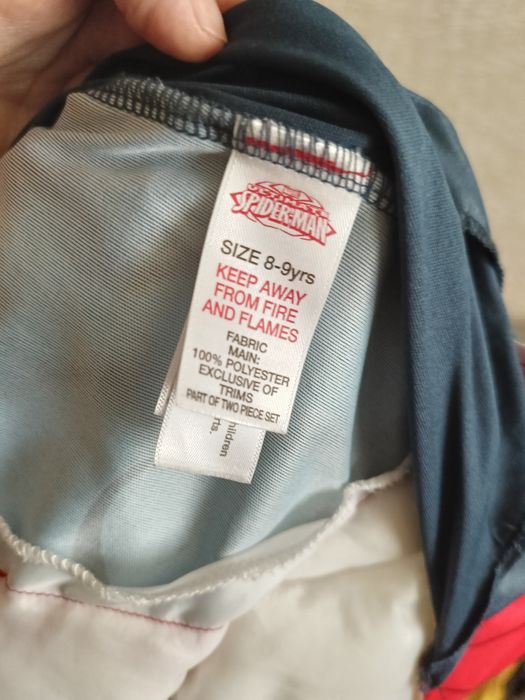 ULTIMATE
SPIDER-MAN
SIZE 8-9yrs
KEEP AWAY
FROM FIRE
AND FLAMES
FABRIC
MAIN:
100% POLYESTER
EXCLUSIVE OF
TRIMS
PART OF TWO PIECE SET